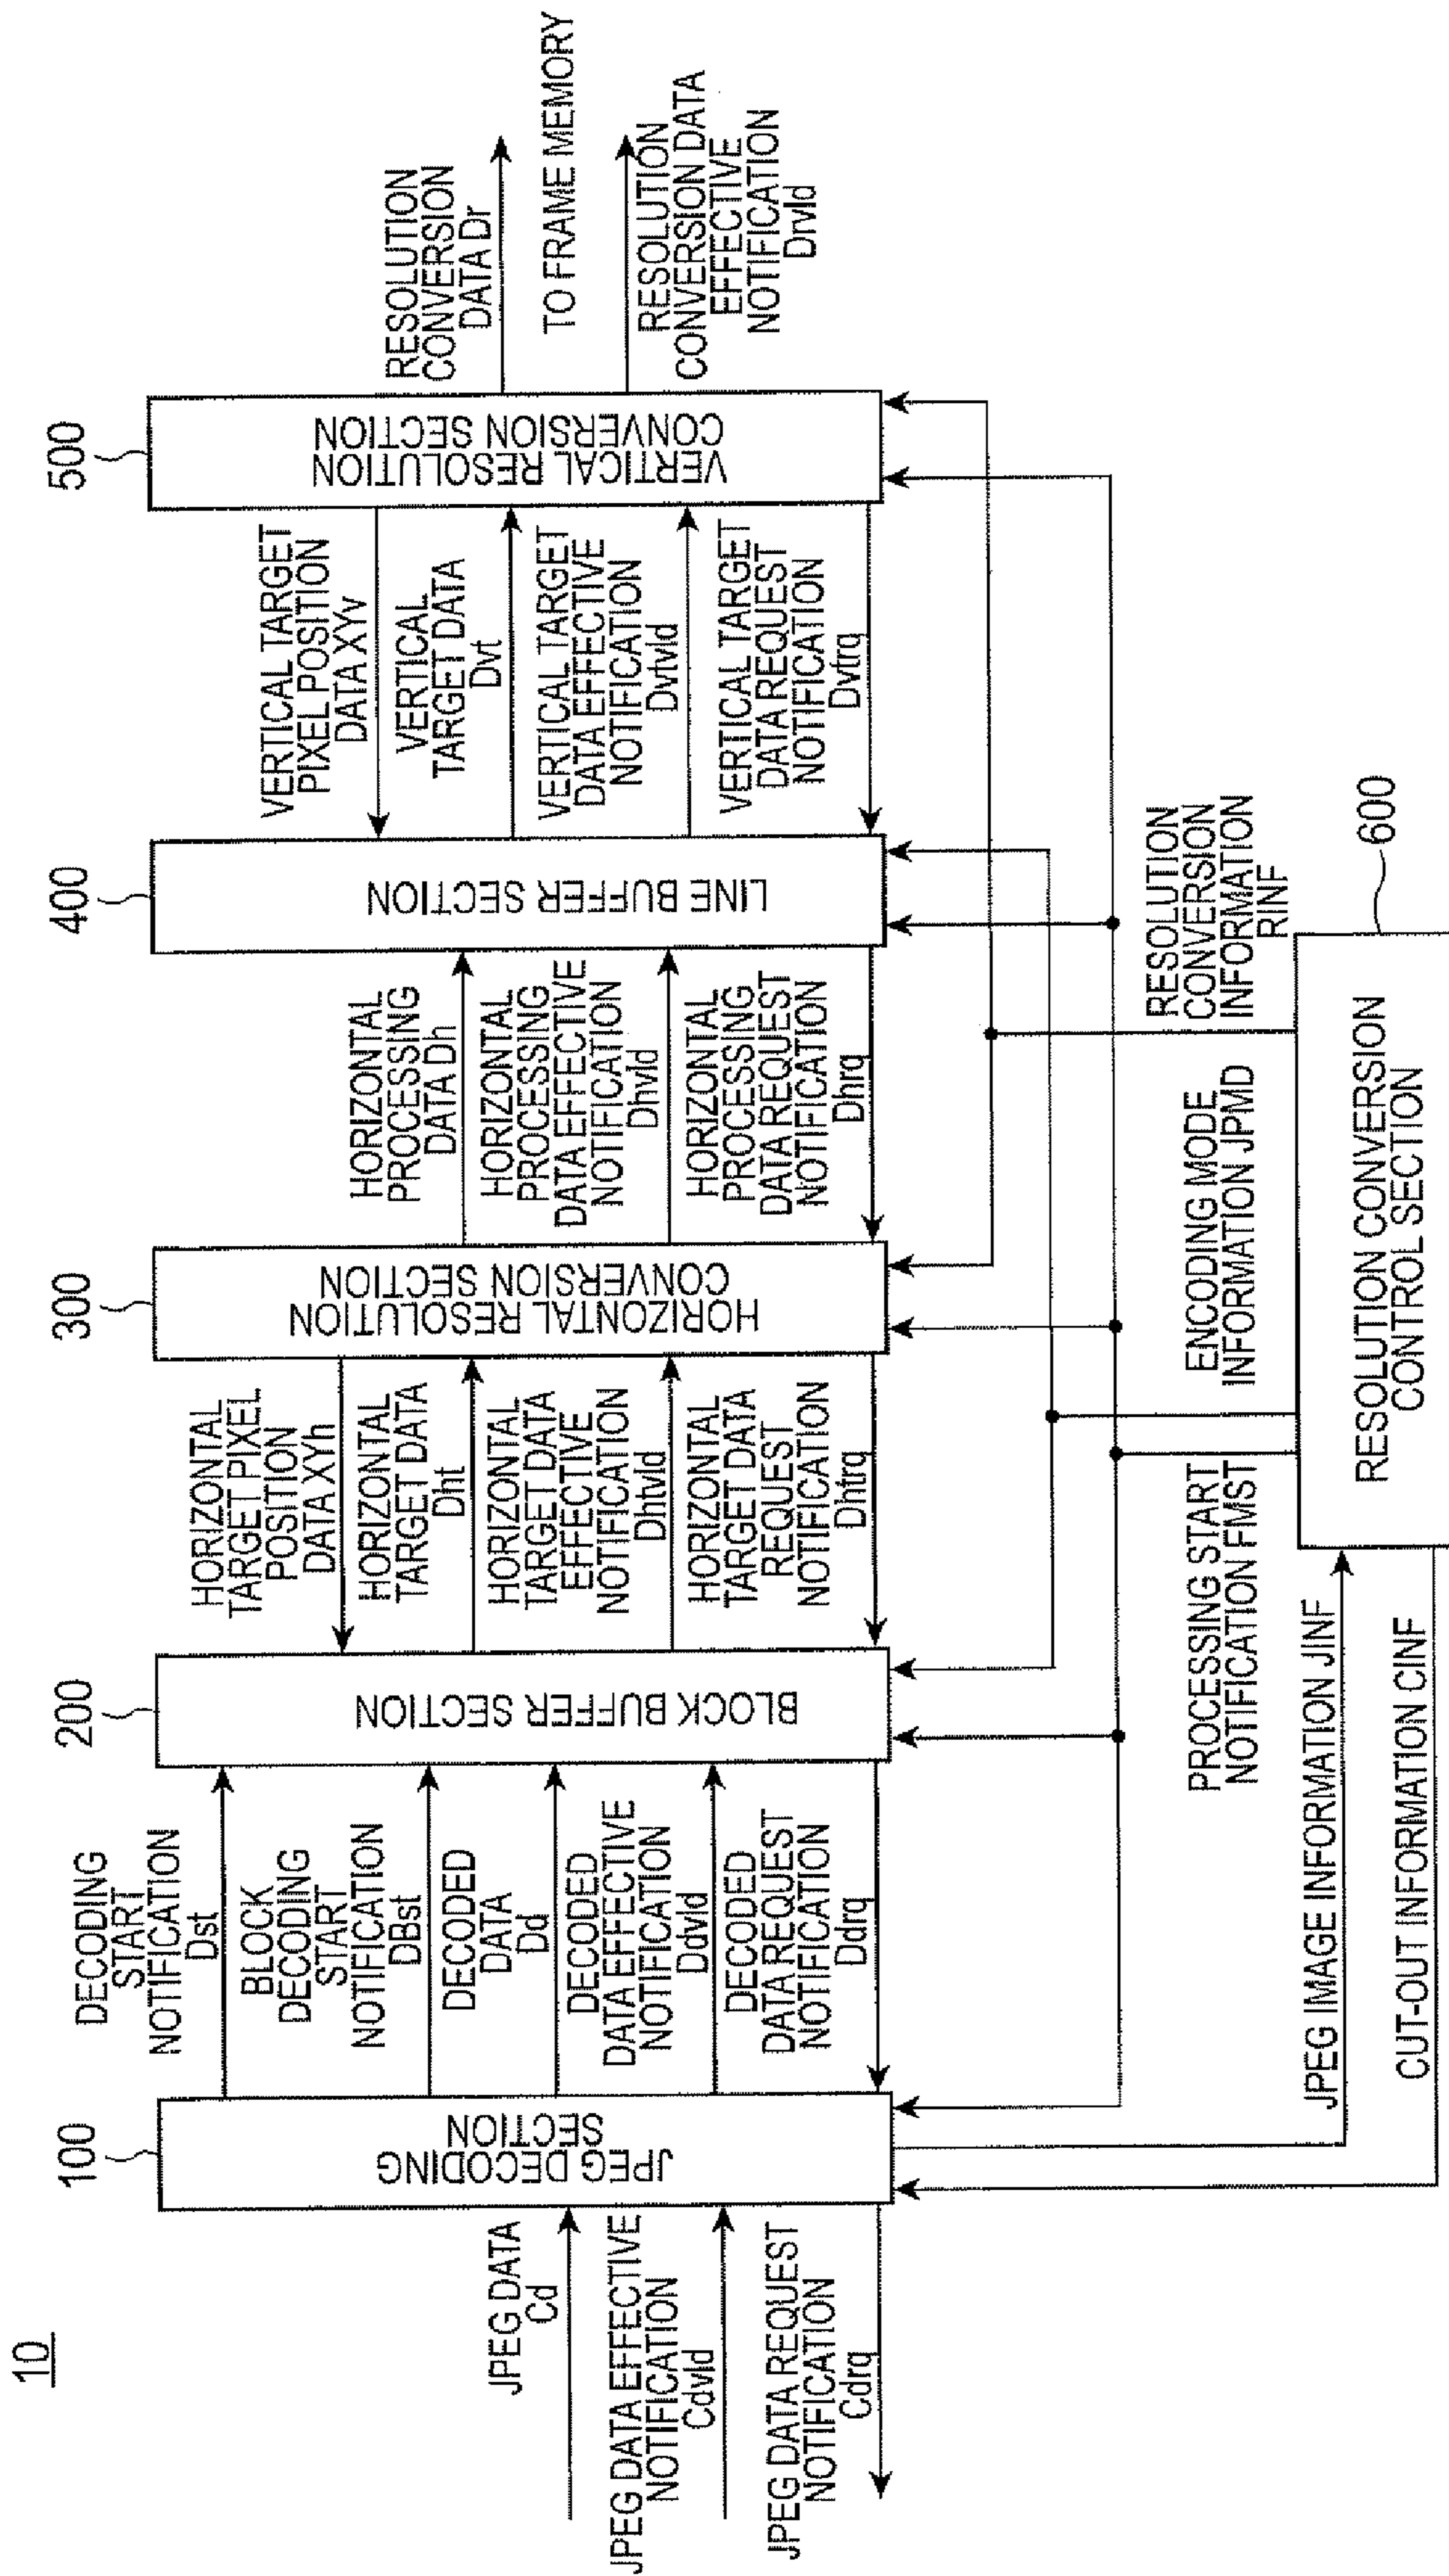 10
JPEG DATA
Cd
JPEG DATA EFFECTIVE
NOTIFICATION
Cdvld
JPEG DATA REQUEST
NOTIFICATION
Cdrq
100
JPEG DECODING
SECTION
DECODING
START
NOTIFICATION
Dst
BLOCK
DECODING
START
NOTIFICATION
DBst
DECODED
DATA
Dd
DECODED
DATA EFFECTIVE
NOTIFICATION
Ddvld
DECODED
DATA REQUEST
NOTIFICATION
Ddrq
200
BLOCK BUFFER SECTION
HORIZONTAL
TARGET PIXEL
POSITION
DATA XYh
HORIZONTAL
TARGET DATA
Dht
HORIZONTAL
TARGET DATA
EFFECTIVE
NOTIFICATION
Dhtvld
HORIZONTAL
TARGET DATA
REQUEST
NOTIFICATION
Dhtrq
300
HORIZONTAL RESOLUTION
CONVERSION SECTION
HORIZONTAL
PROCESSING
DATA Dh
HORIZONTAL
PROCESSING
DATA EFFECTIVE
NOTIFICATION
Dhvld
HORIZONTAL
PROCESSING
DATA REQUEST
NOTIFICATION
Dhrq
400
LINE BUFFER SECTION
VERTICAL TARGET
PIXEL POSITION
DATA XYv
VERTICAL
TARGET DATA
Dvt
VERTICAL TARGET
DATA EFFECTIVE
NOTIFICATION
Dvtvld
VERTICAL TARGET
DATA REQUEST
NOTIFICATION
Dvtrq
500
VERTICAL RESOLUTION
CONVERSION SECTION
RESOLUTION
CONVERSION
DATA Dr
TO FRAME MEMORY
RESOLUTION
CONVERSION DATA
EFFECTIVE
NOTIFICATION
Drvld
JPEG IMAGE INFORMATION JINF
CUT-OUT INFORMATION CINF
PROCESSING START
NOTIFICATION FMST
ENCODING MODE
INFORMATION JPMD
RESOLUTION
CONVERSION
INFORMATION
RINF
600
RESOLUTION CONVERSION
CONTROL SECTION